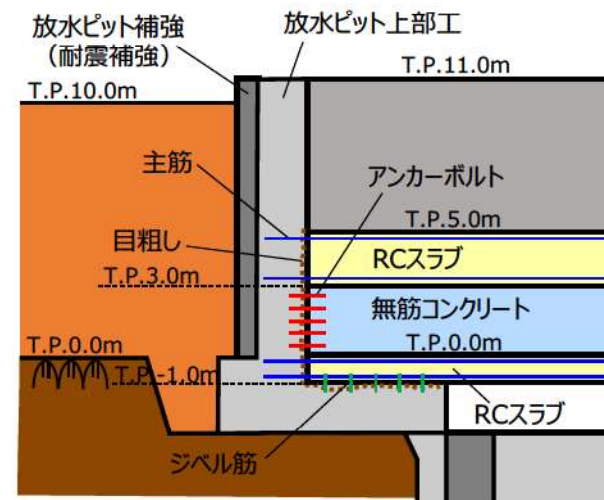 放水ピット補強
（耐震補強）
放水ピット上部工
T.P.10.0m
T.P.11.0m
主筋
アンカーボルト
目粗し
T.P.5.0m
RCスラブ
T.P.3.0m
無筋コンクリート
T.P.0.0m
T.P.0.0m
T.P.-1.0m
RCスラブ
ジベル筋